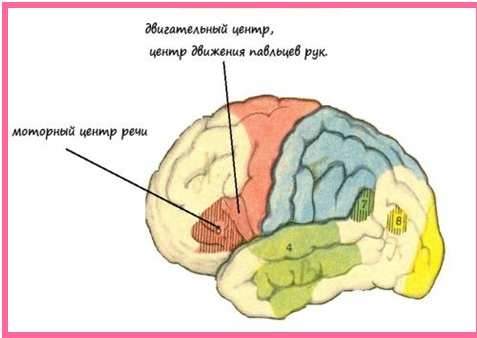 двигательный центр,
центр движения павльцев рук.
моторный центр речи
7
8
4